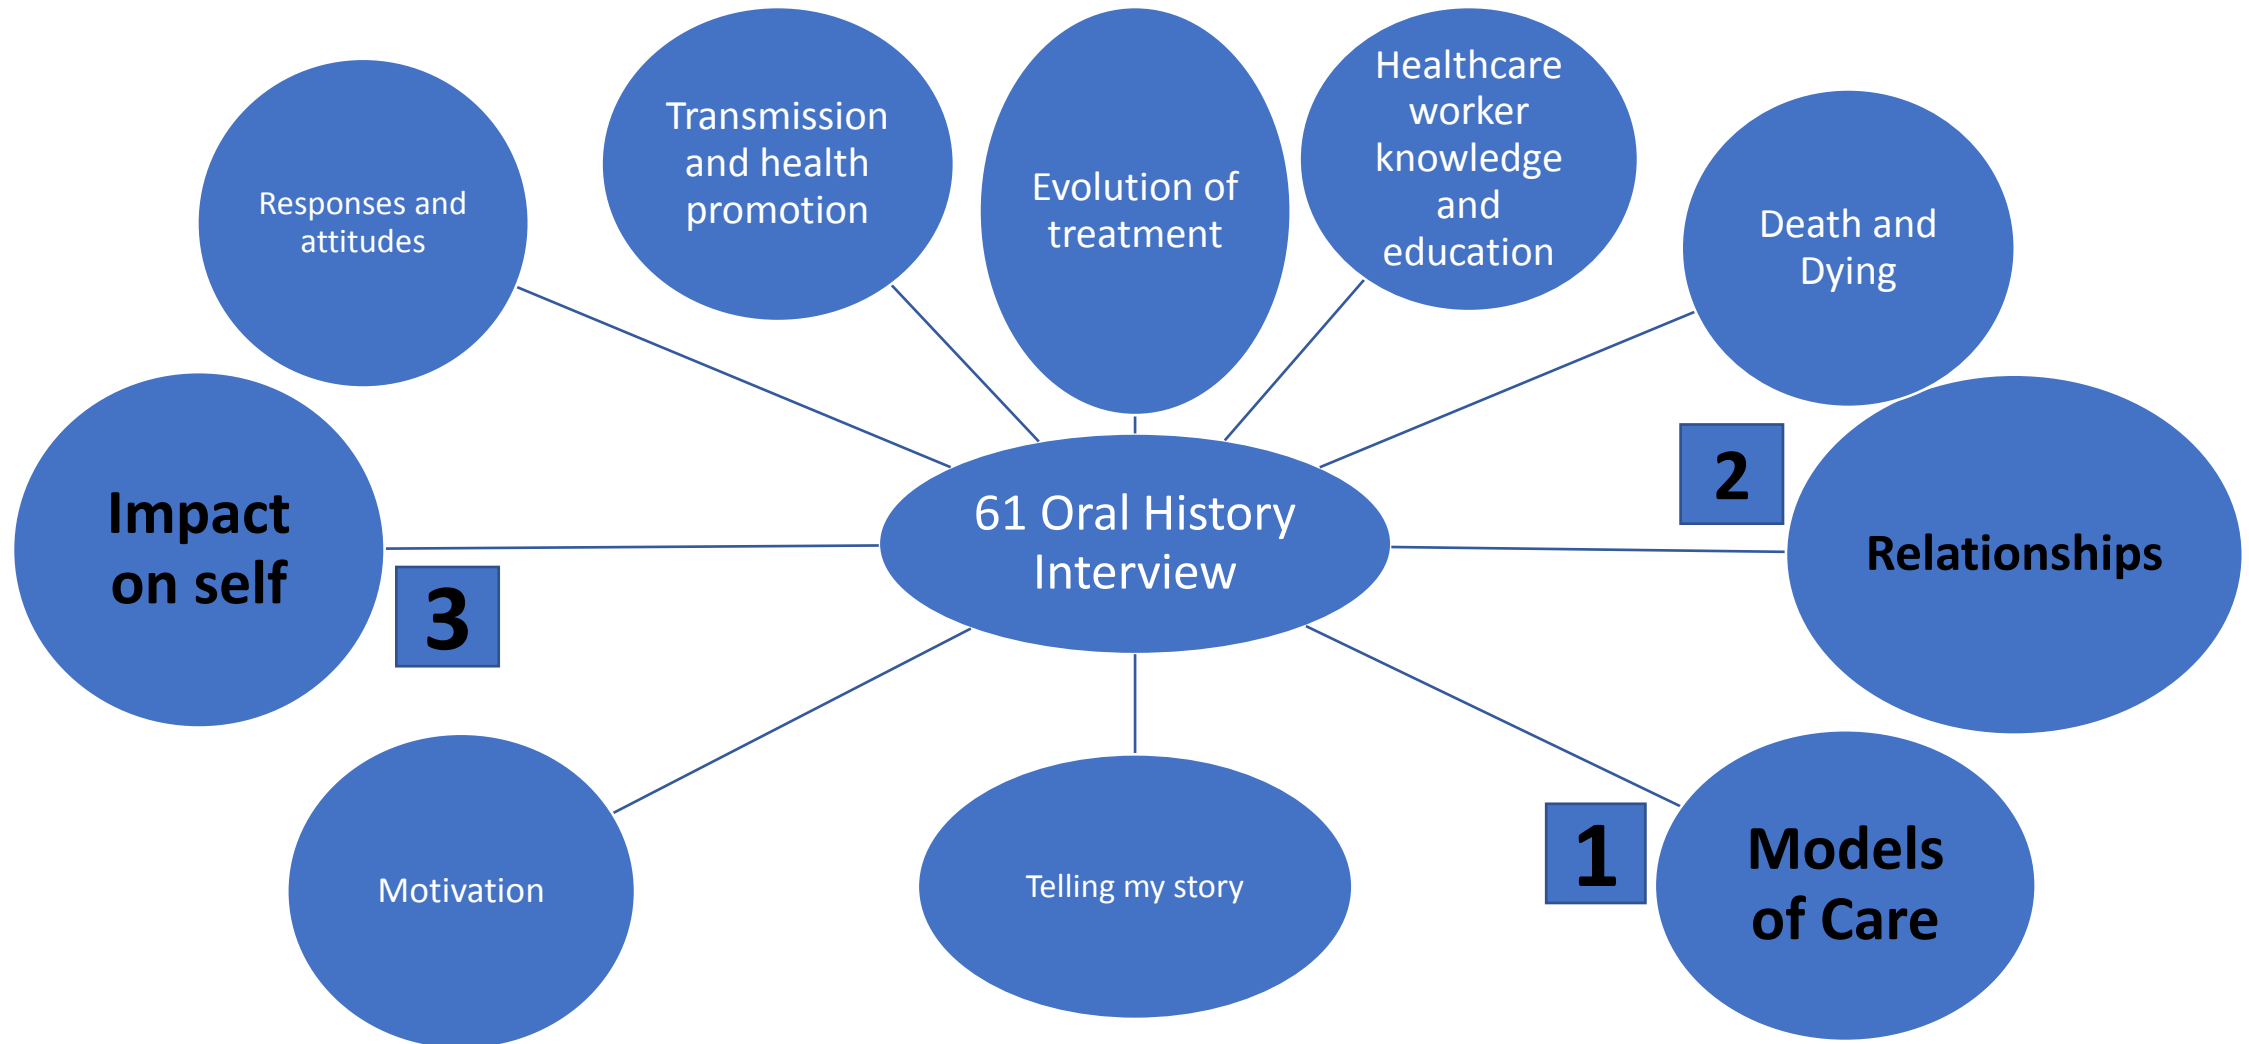 Responses and
attitudes
Transmission
and health
promotion
Evolution of
treatment
Healthcare
worker
knowledge
and
education
Death and
Dying
Impact
on self
3
61 Oral History
Interview
2
Relationships
Motivation
Telling my story
1
Models
of Care